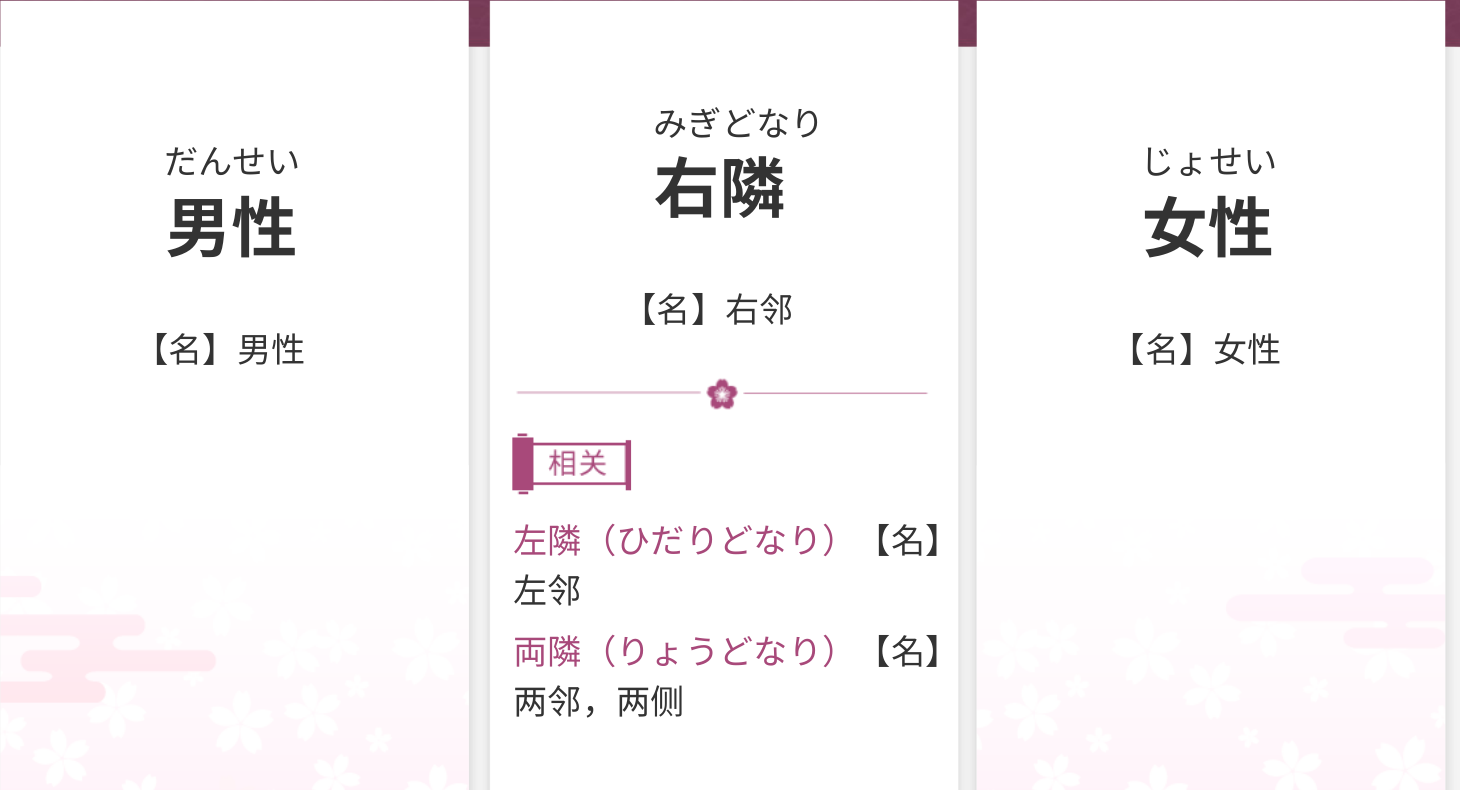 だんせい
男性
【名】男性
みぎどなり
右隣
【名】右邻
相关
左隣（ひだりどなり）【名】
左邻
両隣（りょうどなり）【名】
两邻，两侧
じょせい
女性
【名】女性